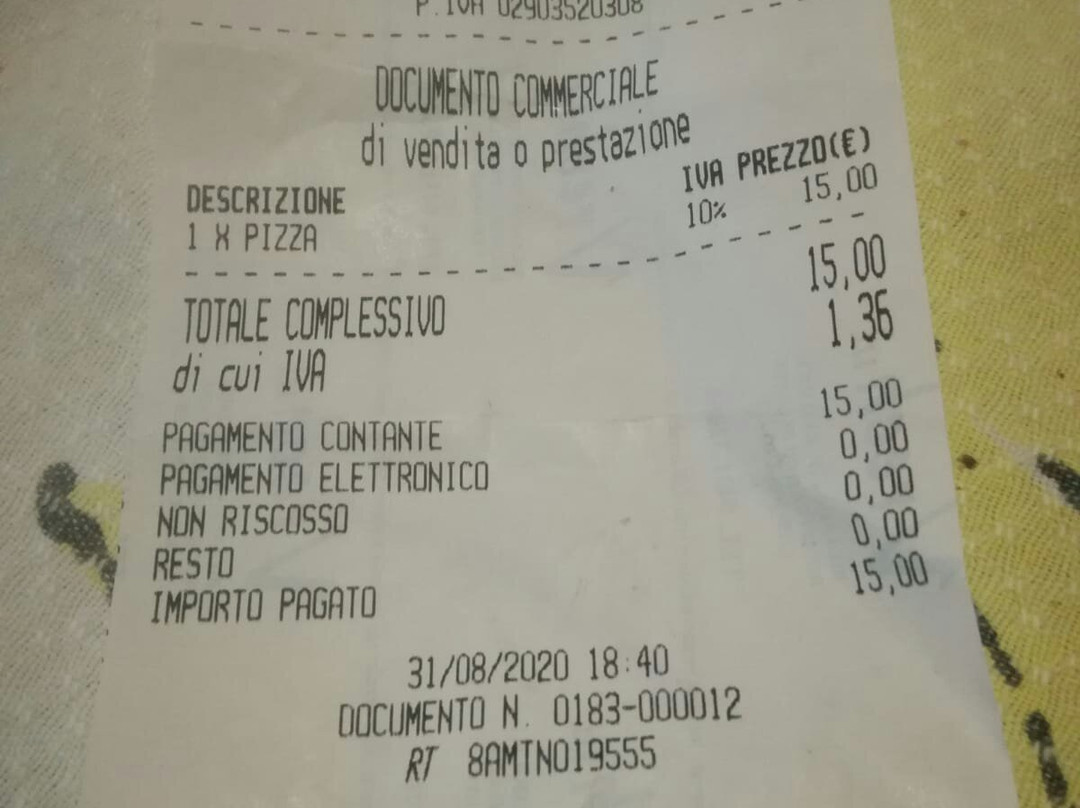 P. IVA 02903520308
DOCUMENTO COMMERCIALE
di vendita o prestazione
DESCRIZIONE IVA PREZZO(€)
1 X PIZZA 10% 15,00
TOTALE COMPLESSIVO 15,00
di cui IVA 1,36
PAGAMENTO CONTANTE 15,00
PAGAMENTO ELETTRONICO 0,00
NON RISCOSSO 0,00
RESTO 0,00
IMPORTO PAGATO 15,00
31/08/2020 18:40
DOCUMENTO N. 0183-000012
RT 8AMTN019555